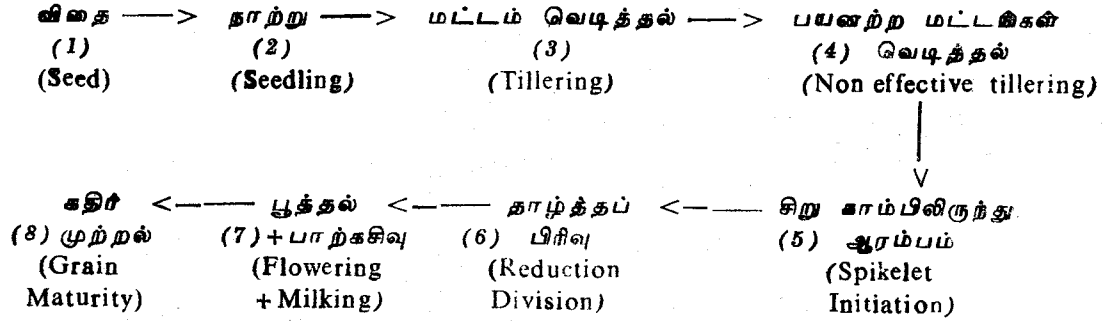 விதை ——> நாற்று ——> மட்டம் வெடித்தல் ——> பயனற்ற மட்டங்கள்
(1) (2) (3) (4) வெடித்தல்
(Seed) (Seedling) (Tillering) (Non effective tillering)
கதிர் <—— பூத்தல் <—— தாழ்த்தப் <—— சிறு காம்பிலிருந்து
(8) முற்றல் (7)+பாற்கசிவு (6) பிரிவு (5) ஆரம்பம்
(Grain (Flowering (Reduction (Spikelet
Maturity) +Milking) Division) Initiation)